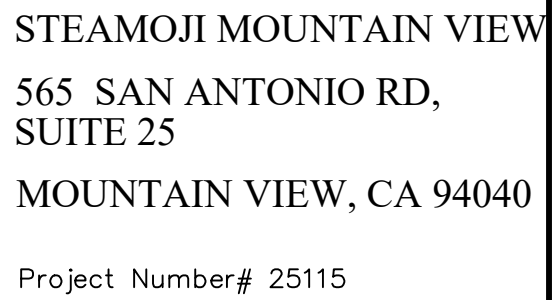 STEAMOJI MOUNTAIN VIEW
565 SAN ANTONIO RD,
SUITE 25
MOUNTAIN VIEW, CA 94040
Project Number# 25115